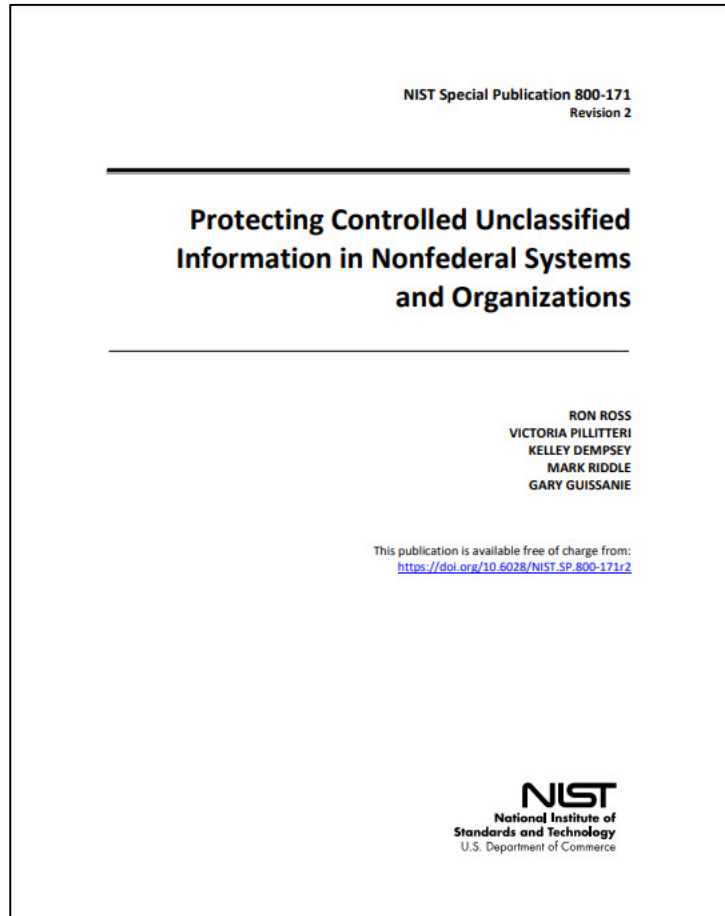 NIST Special Publication 800-171
Revision 2
Protecting Controlled Unclassified
Information in Nonfederal Systems
and Organizations
RON ROSS
VICTORIA PILLITTERI
KELLEY DEMPSEY
MARK RIDDLE
GARY GUISSANIE
This publication is available free of charge from:
https://doi.org/10.6028/NIST.SP.800-171r2
NIST
National Institute of
Standards and Technology
U.S. Department of Commerce